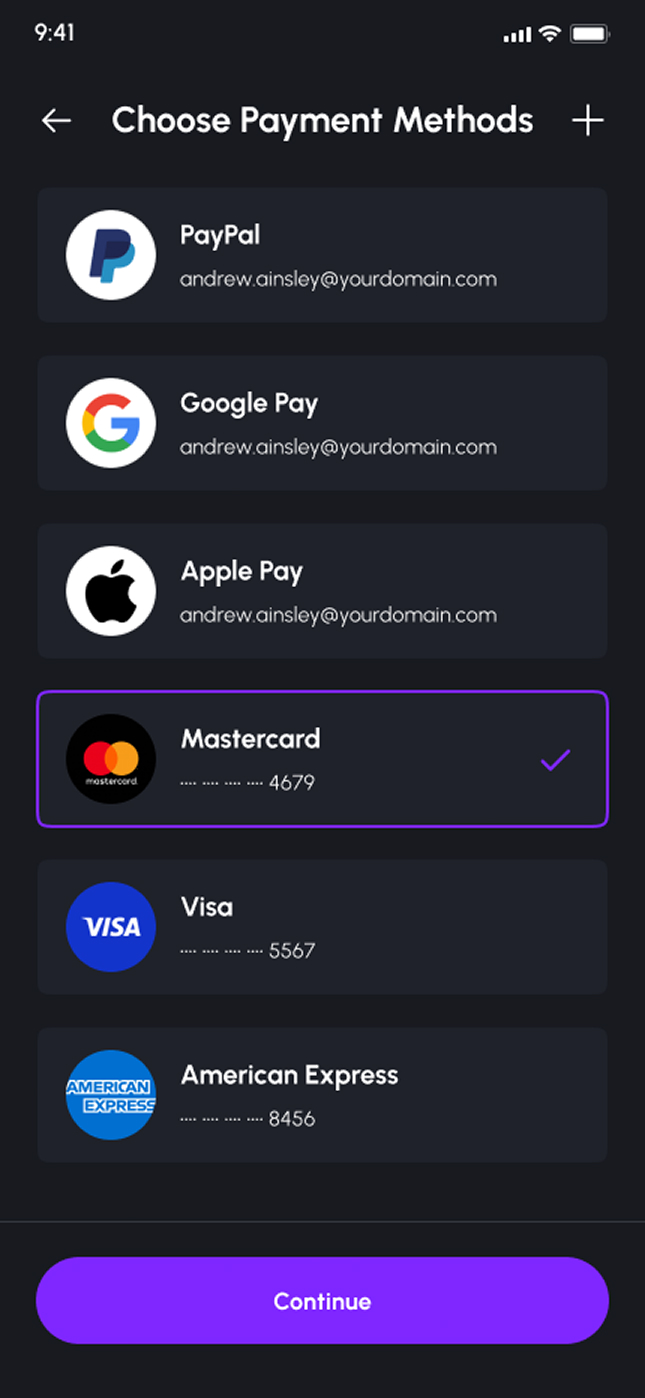 9:41
Choose Payment Methods
PayPal
andrew.ainsley@yourdomain.com
Google Pay
andrew.ainsley@yourdomain.com
Apple Pay
andrew.ainsley@yourdomain.com
Mastercard
mastercard.
···· ···· ···· ···· 4679
Visa
VISA
···· ···· ···· ···· 5567
American Express
AMERICAN
EXPRESS
···· ···· ···· ···· 8456
Continue